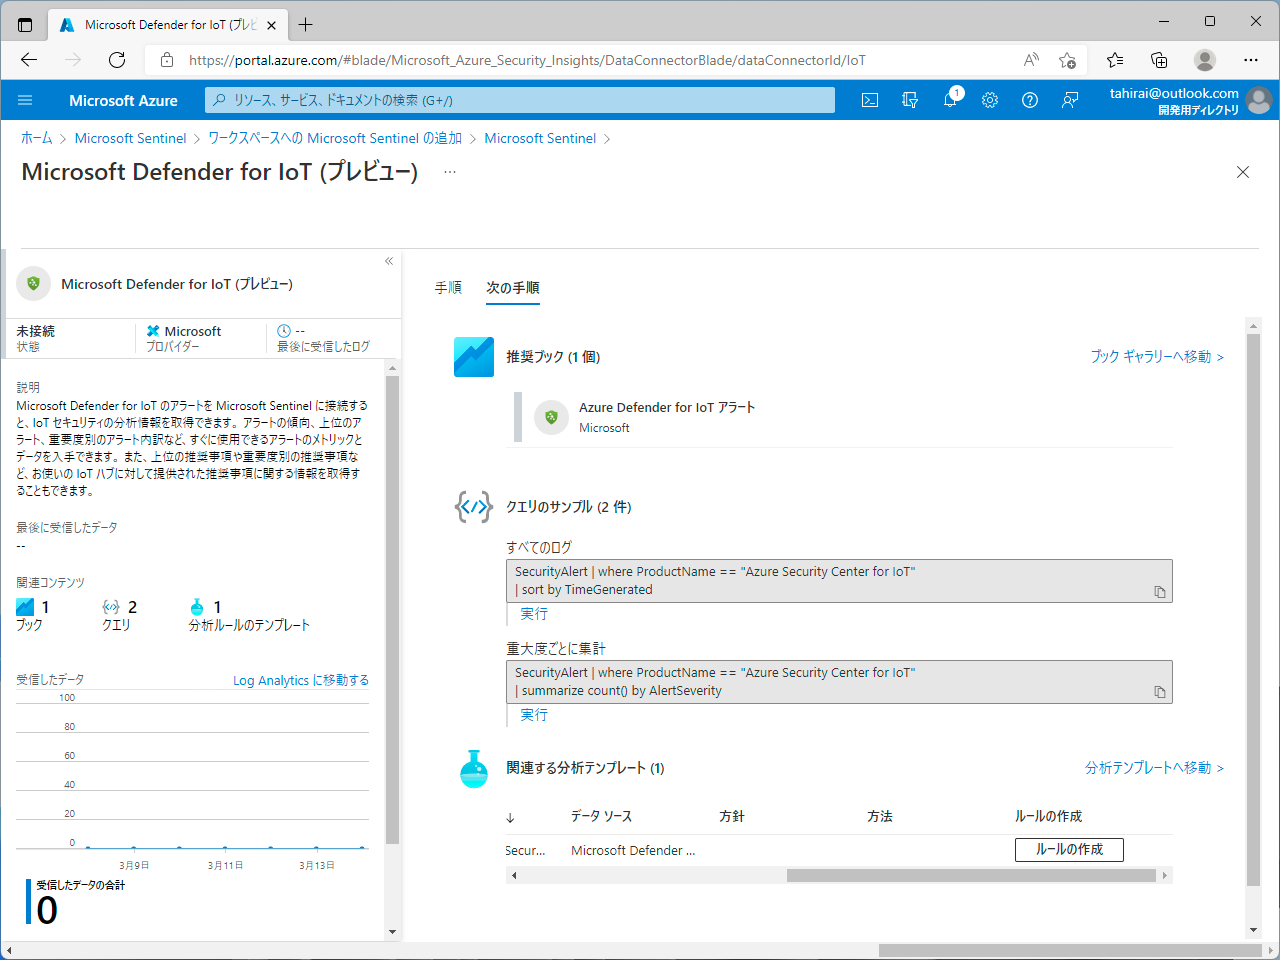 Microsoft Defender for IoT (プレビ
https://portal.azure.com/#blade/Microsoft_Azure_Security_Insights/DataConnectorBlade/dataConnectorId/IoT
Microsoft Azure
リソース、サービス、ドキュメントの検索 (G+/)
1
tahirai@outlook.com
開発用ディレクトリ
ホーム > Microsoft Sentinel > ワークスペースへの Microsoft Sentinel の追加 > Microsoft Sentinel >
Microsoft Defender for IoT (プレビュー) ...
«
Microsoft Defender for IoT (プレビュー)
未接続
状態
Microsoft
プロバイダー
--
最後に受信したログ
説明
Microsoft Defender for IoT のアラートを Microsoft Sentinel に接続する
と、IoT セキュリティの分析情報を取得できます。アラートの傾向、上位のア
ラート、重要度別のアラート内訳など、すぐに使用できるアラートのメトリックと
データを入手できます。また、上位の推奨事項や重要度別の推奨事項な
ど、お使いの IoT ハブに対して提供された推奨事項に関する情報を取得す
ることもできます。
最後に受信したデータ
--
関連コンテンツ
1
ブック
2
クエリ
1
分析ルールのテンプレート
受信したデータ
Log Analytics に移動する
100
80
60
40
20
0
3月9日
3月11日
3月13日
受信したデータの合計
0
手順
次の手順
推奨ブック (1 個)
ブック ギャラリーへ移動 >
Azure Defender for IoT アラート
Microsoft
クエリのサンプル (2 件)
すべてのログ
SecurityAlert | where ProductName == "Azure Security Center for IoT"
| sort by TimeGenerated
実行
重大度ごとに集計
SecurityAlert | where ProductName == "Azure Security Center for IoT"
| summarize count() by AlertSeverity
実行
関連する分析テンプレート (1)
分析テンプレートへ移動 >
↓ データ ソース 方針 方法 ルールの作成
Secur... Microsoft Defender ... ルールの作成